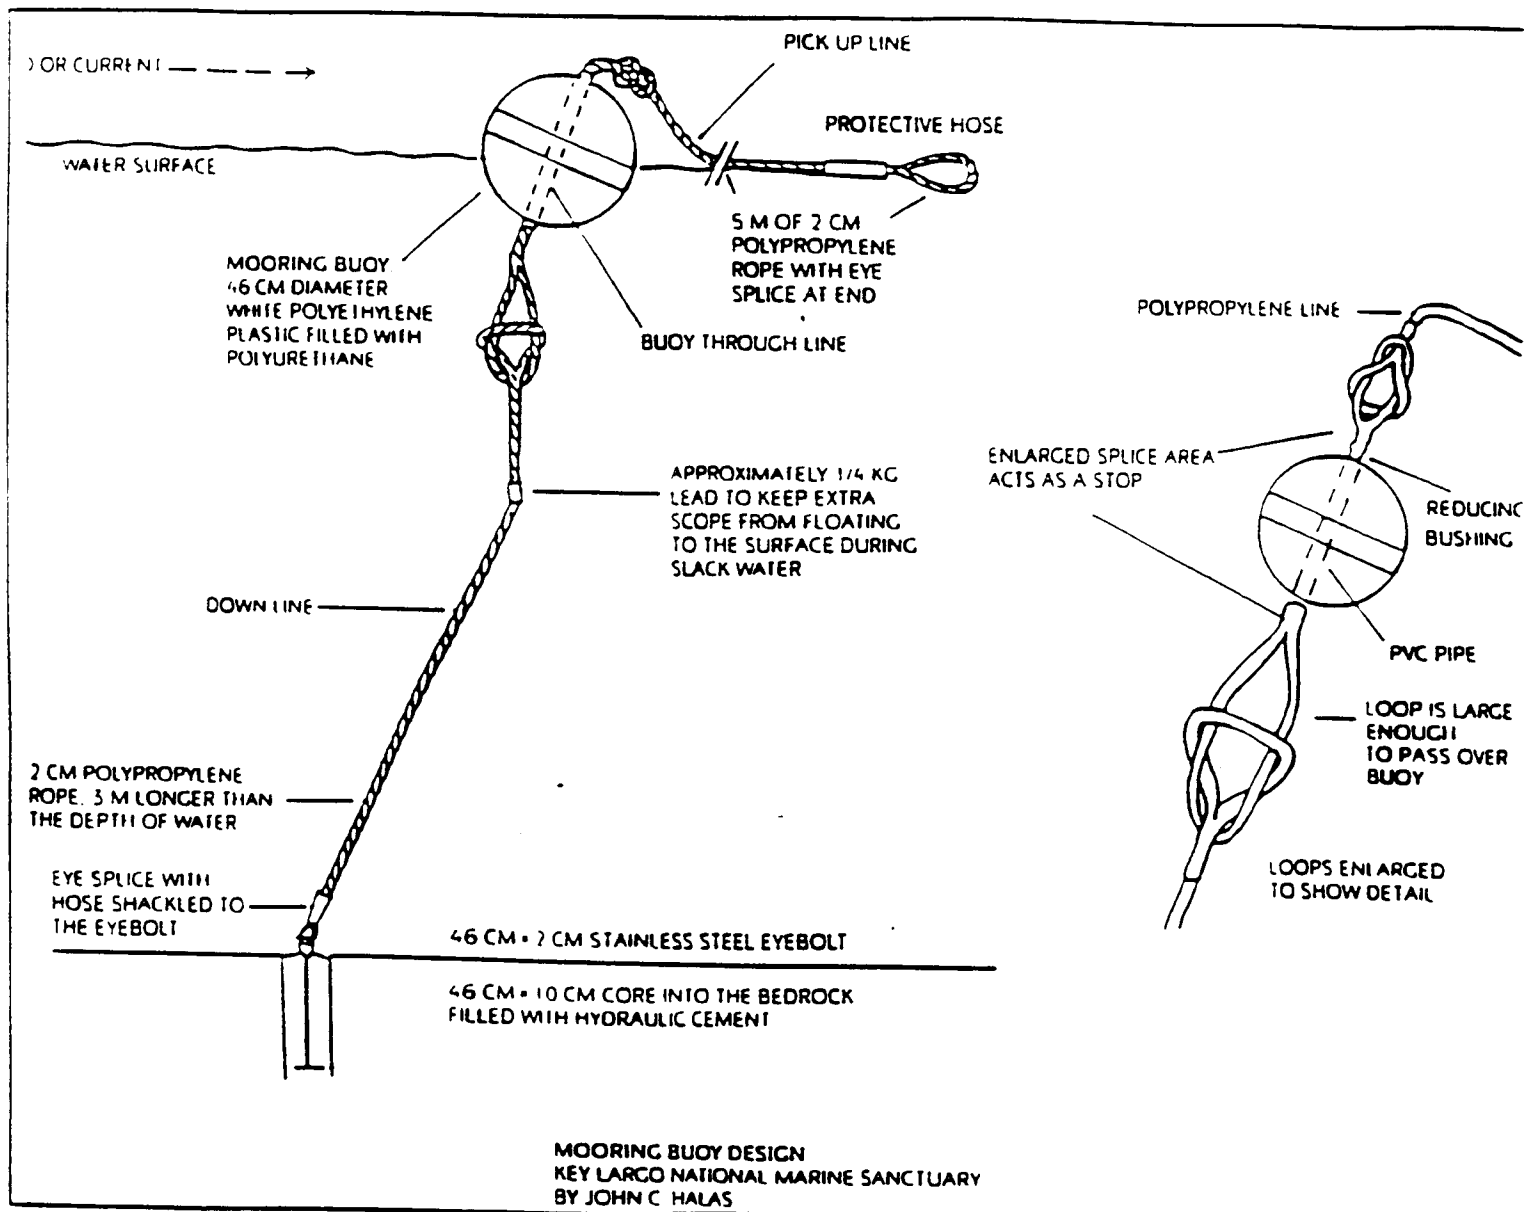 PICK UP LINE
) OR CURRENT
PROTECTIVE HOSE
WATER SURFACE
5 M OF 2 CM
POLYPROPYLENE
ROPE WITH EYE
SPLICE AT END
MOORING BUOY
46 CM DIAMETER
WHITE POLYETHYLENE
PLASTIC FILLED WITH
POLYURETHANE
BUOY THROUGH LINE
APPROXIMATELY 1/4 KG
LEAD TO KEEP EXTRA
SCOPE FROM FLOATING
TO THE SURFACE DURING
SLACK WATER
DOWN LINE
2 CM POLYPROPYLENE
ROPE, 3 M LONGER THAN
THE DEPTH OF WATER
EYE SPLICE WITH
HOSE SHACKLED TO
THE EYEBOLT
46 CM × 2 CM STAINLESS STEEL EYEBOLT
46 CM × 10 CM CORE INTO THE BEDROCK
FILLED WITH HYDRAULIC CEMENT
POLYPROPYLENE LINE
ENLARGED SPLICE AREA
ACTS AS A STOP
REDUCING
BUSHING
PVC PIPE
LOOP IS LARGE
ENOUGH
TO PASS OVER
BUOY
LOOPS ENLARGED
TO SHOW DETAIL
MOORING BUOY DESIGN
KEY LARGO NATIONAL MARINE SANCTUARY
BY JOHN C HALAS